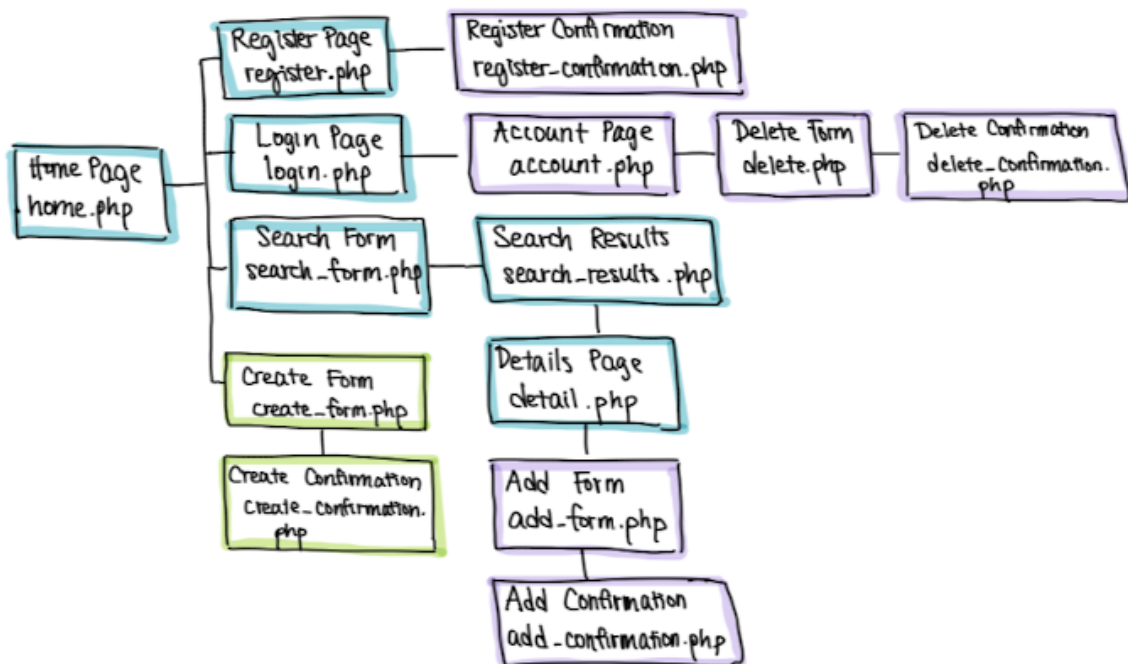 Register Page
register.php
Register Confirmation
register_confirmation.php
Login Page
login.php
Account Page
account.php
Delete Form
delete.php
Delete Confirmation
delete_confirmation.
php
Home Page
home.php
Search Form
search_form.php
Search Results
search_results.php
Create Form
create_form.php
Details Page
detail.php
Create Confirmation
create_confirmation.
php
Add Form
add_form.php
Add Confirmation
add_confirmation.php